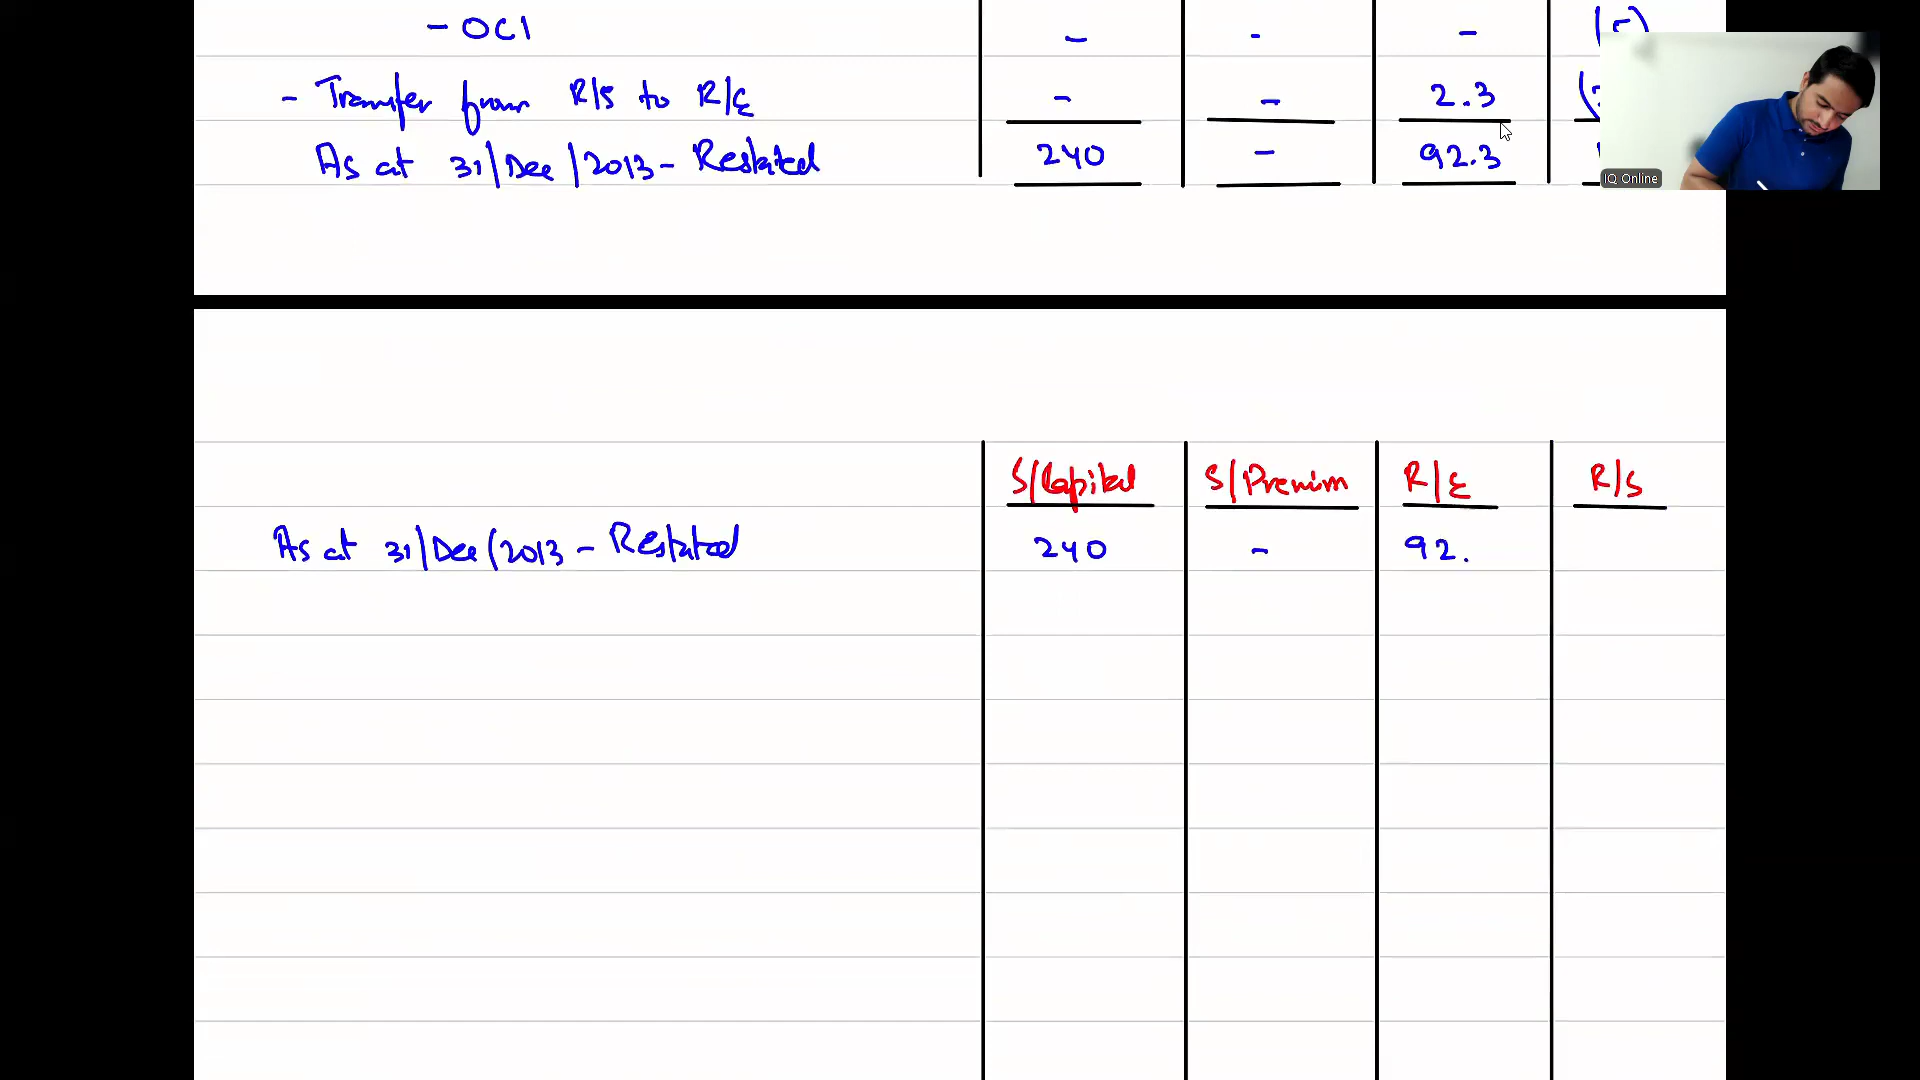 - OCI - - - (5)
- Transfer from R/S to R/E - - 2.3
As at 31/Dec/2013 - Restated 240 - 92.3
IQ Online
S/Capital S/Premium R/E R/S
As at 31/Dec/2013 - Restated 240 - 92.